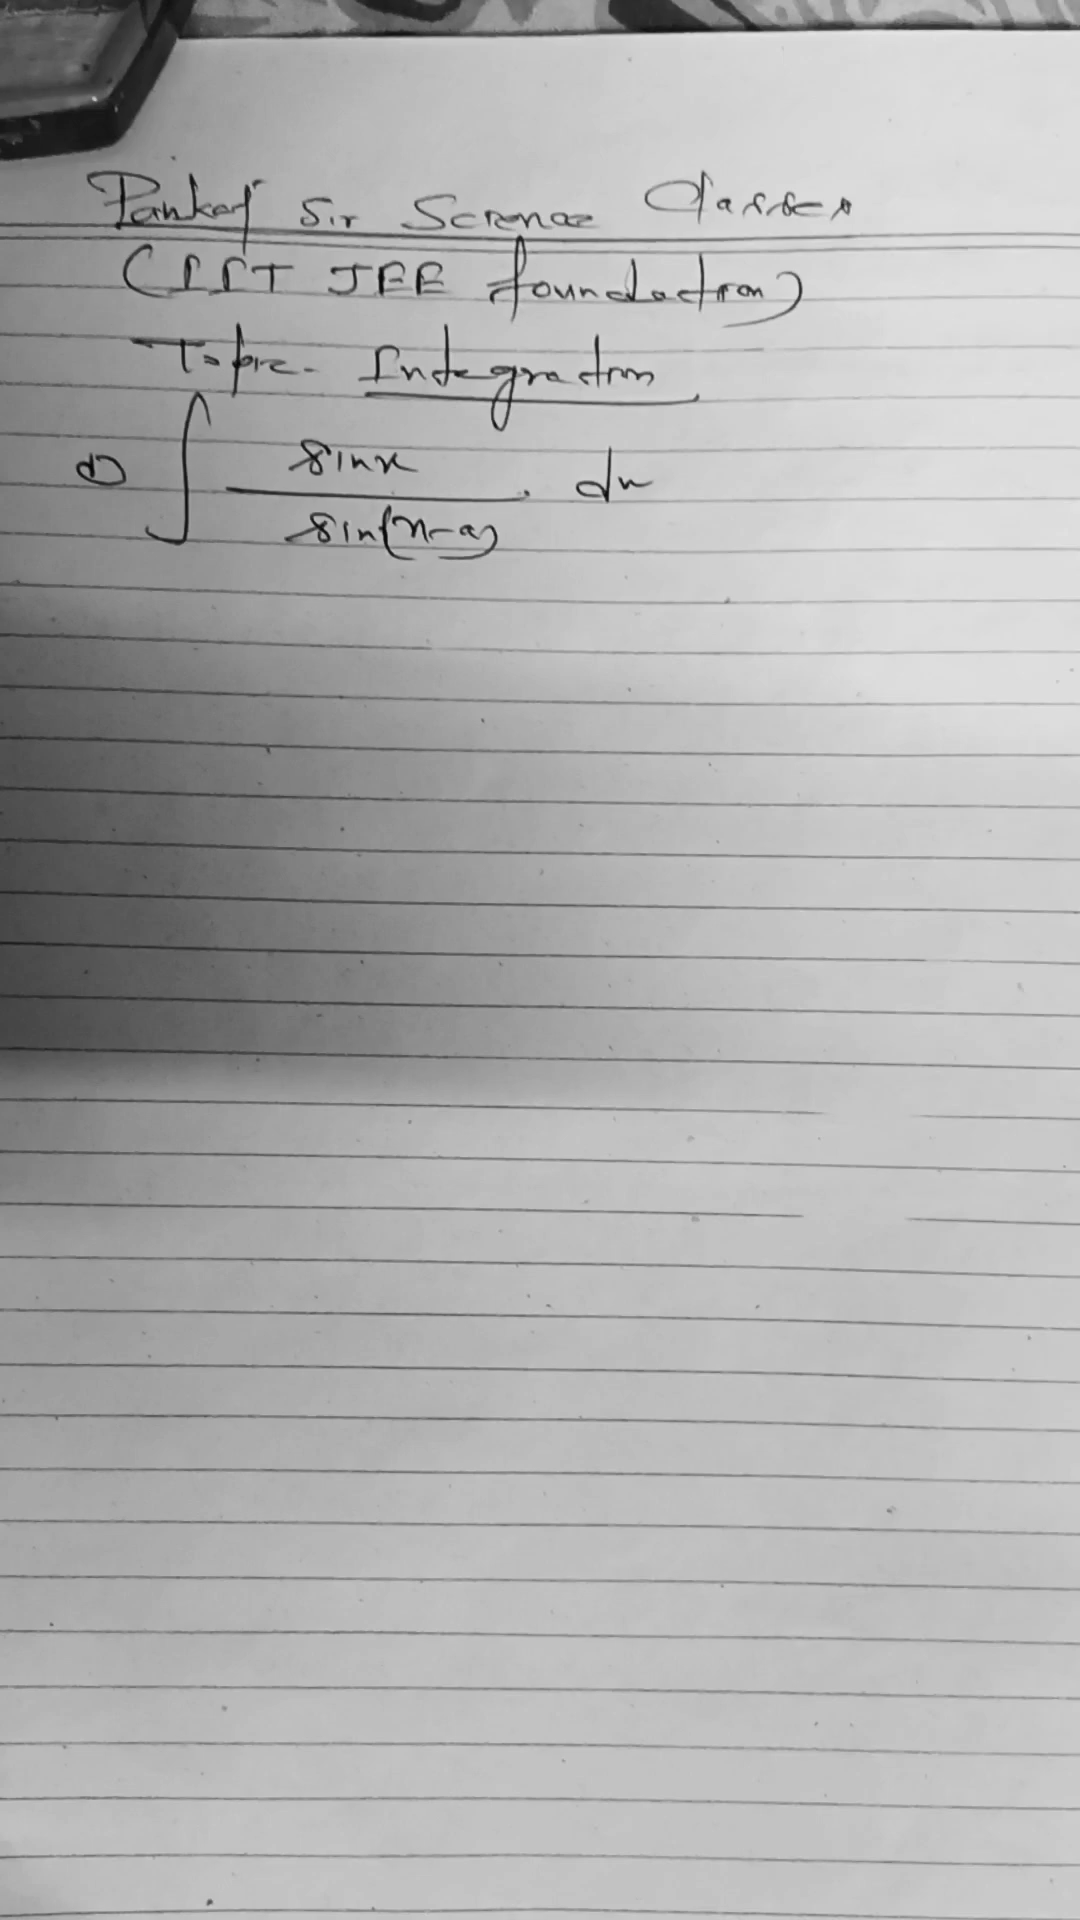 Pankaj Sir Science Classes
(IIT JEE foundation)
Topic - Integration
① ∫ sinx / sin(x-a) . dx